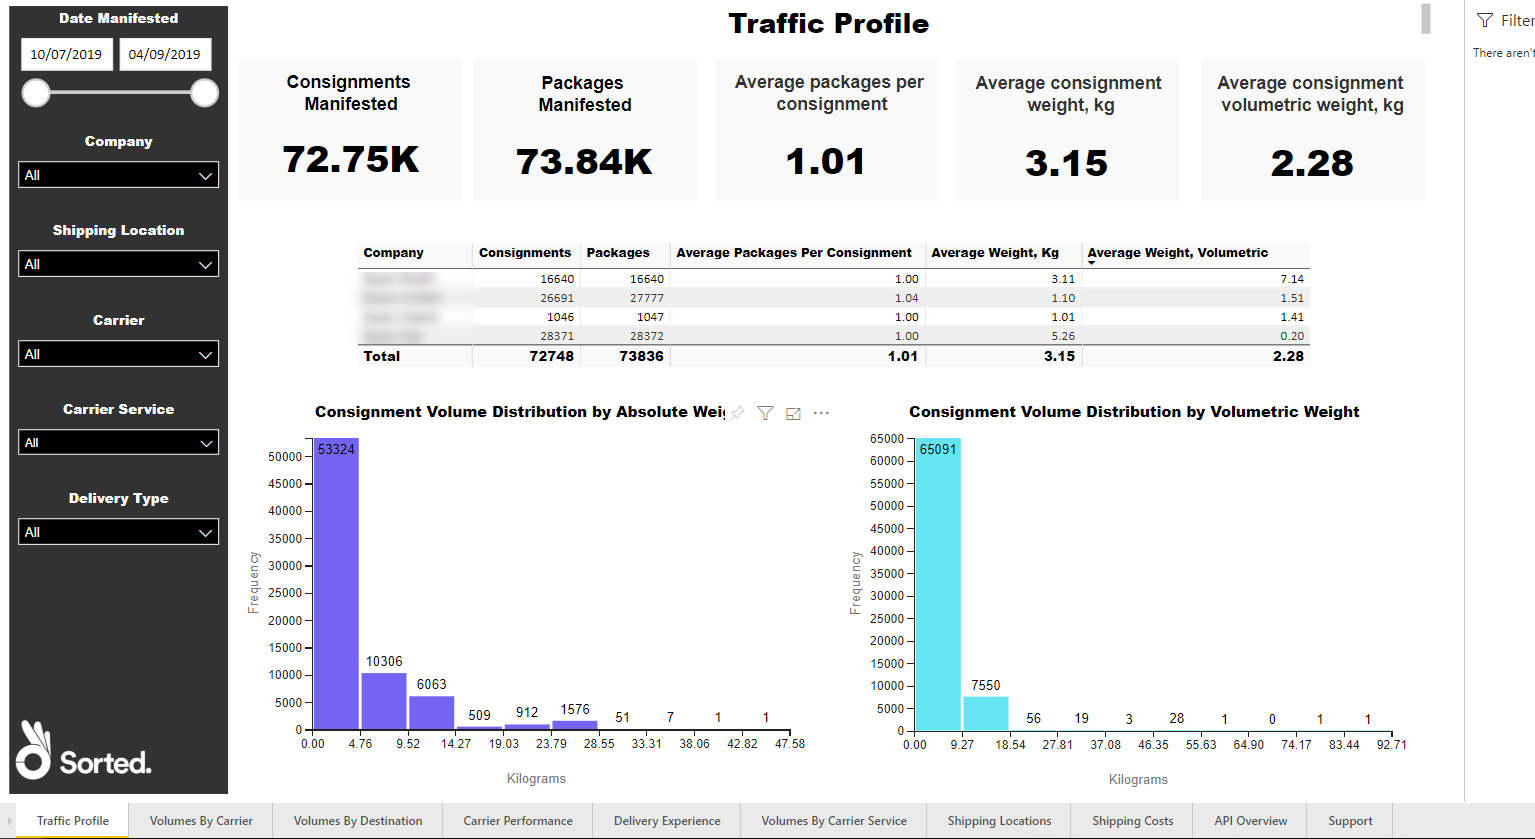 Date Manifested
10/07/2019 04/09/2019
Company
All
Shipping Location
All
Carrier
All
Carrier Service
All
Delivery Type
All
Sorted.
Traffic Profile
Consignments
Manifested
72.75K
Packages
Manifested
73.84K
Average packages per
consignment
1.01
Average consignment
weight, kg
3.15
Average consignment
volumetric weight, kg
2.28
Company Consignments Packages Average Packages Per Consignment Average Weight, Kg Average Weight, Volumetric
16640 16640 1.00 3.11 7.14
26691 27777 1.04 1.10 1.51
1046 1047 1.00 1.01 1.41
28371 28372 1.00 5.26 0.20
Total 72748 73836 1.01 3.15 2.28
Consignment Volume Distribution by Absolute Wei
Frequency
50000
45000
40000
35000
30000
25000
20000
15000
10000
5000
0
53324
10306
6063
509
912
1576
51
7
1
1
0.00 4.76 9.52 14.27 19.03 23.79 28.55 33.31 38.06 42.82 47.58
Kilograms
Consignment Volume Distribution by Volumetric Weight
Frequency
65000
60000
55000
50000
45000
40000
35000
30000
25000
20000
15000
10000
5000
0
65091
7550
56
19
3
28
1
0
1
1
0.00 9.27 18.54 27.81 37.08 46.35 55.63 64.90 74.17 83.44 92.71
Kilograms
Filter
There aren't
Traffic Profile Volumes By Carrier Volumes By Destination Carrier Performance Delivery Experience Volumes By Carrier Service Shipping Locations Shipping Costs API Overview Support